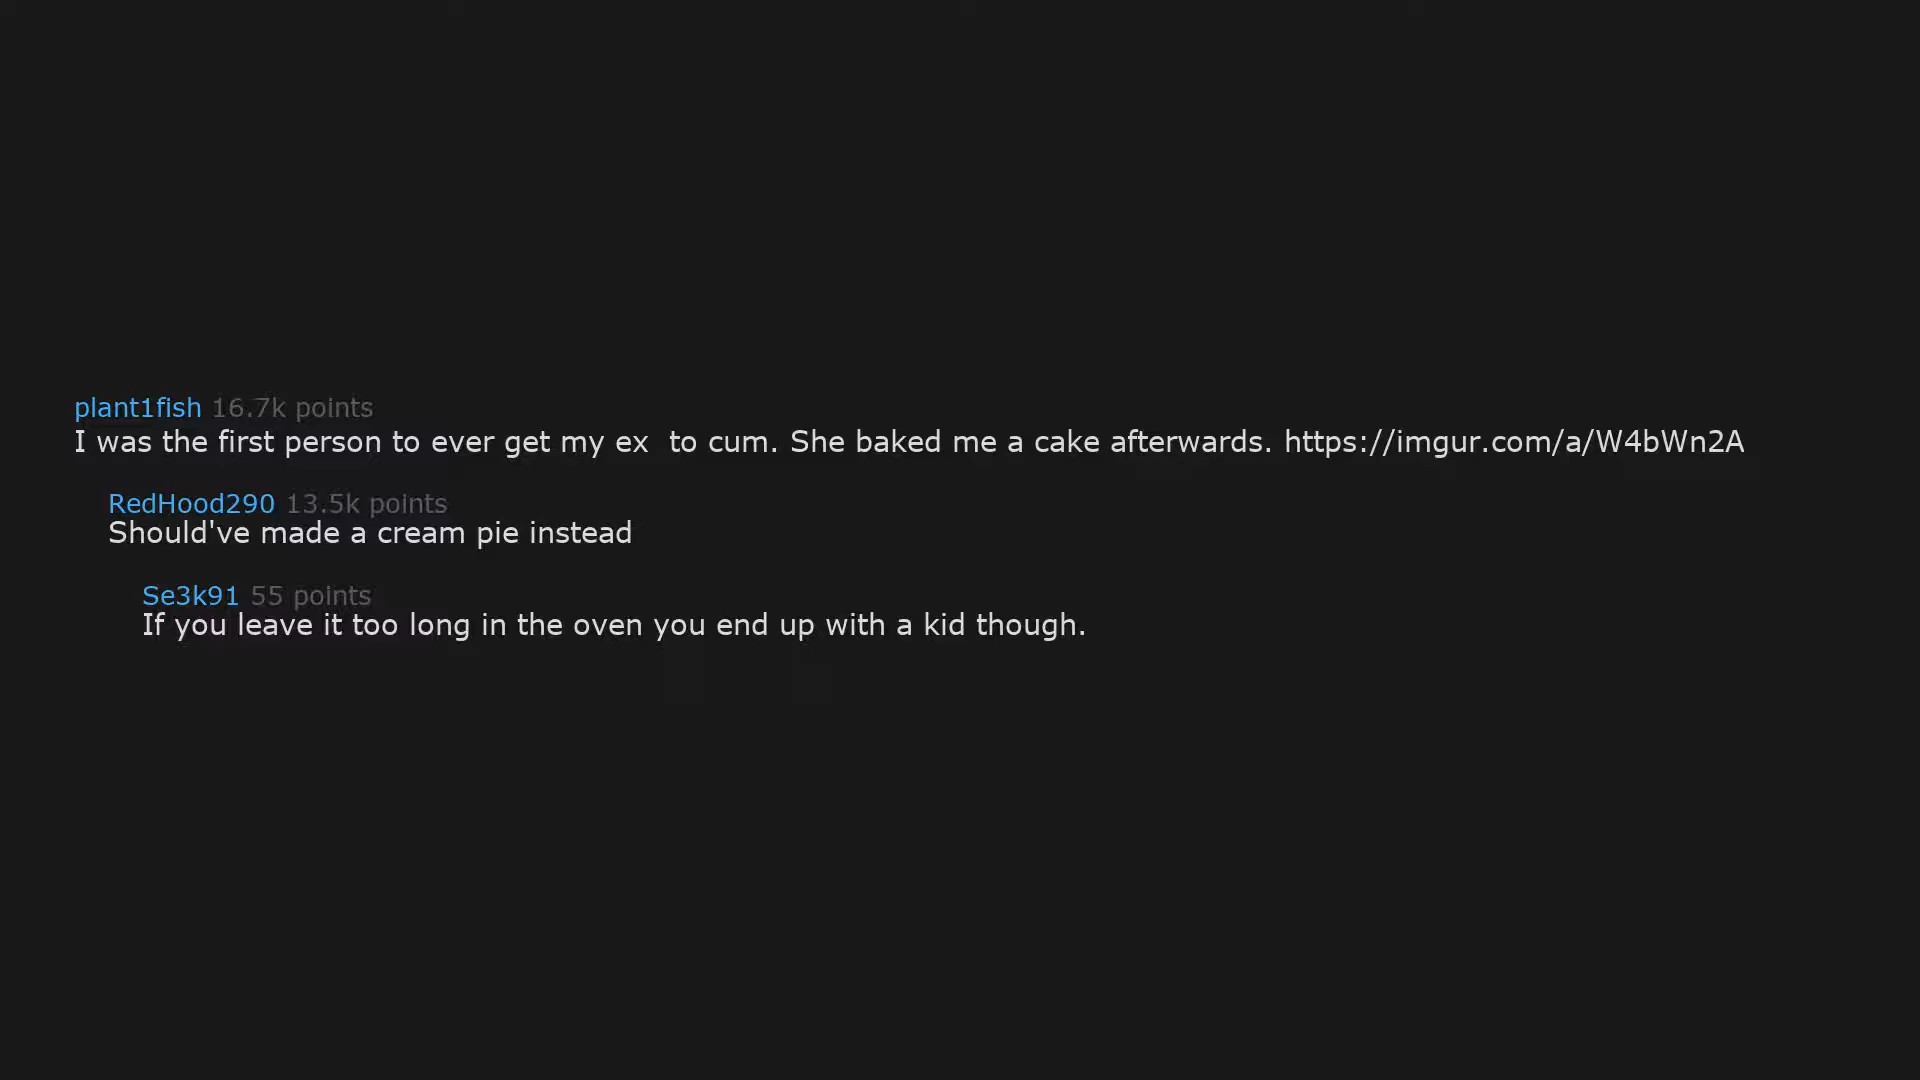 plant1fish 16.7k points
I was the first person to ever get my ex  to cum. She baked me a cake afterwards. https://imgur.com/a/W4bWn2A
RedHood290 13.5k points
Should've made a cream pie instead
Se3k91 55 points
If you leave it too long in the oven you end up with a kid though.